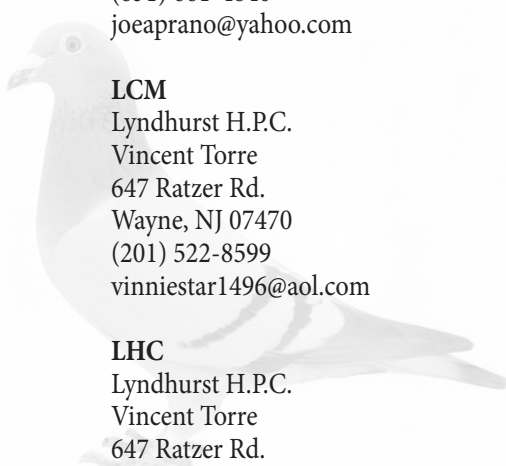 joeaprano@yahoo.com
LCM
Lyndhurst H.P.C.
Vincent Torre
647 Ratzer Rd.
Wayne, NJ 07470
(201) 522-8599
vinniestar1496@aol.com
LHC
Lyndhurst H.P.C.
Vincent Torre
647 Ratzer Rd.